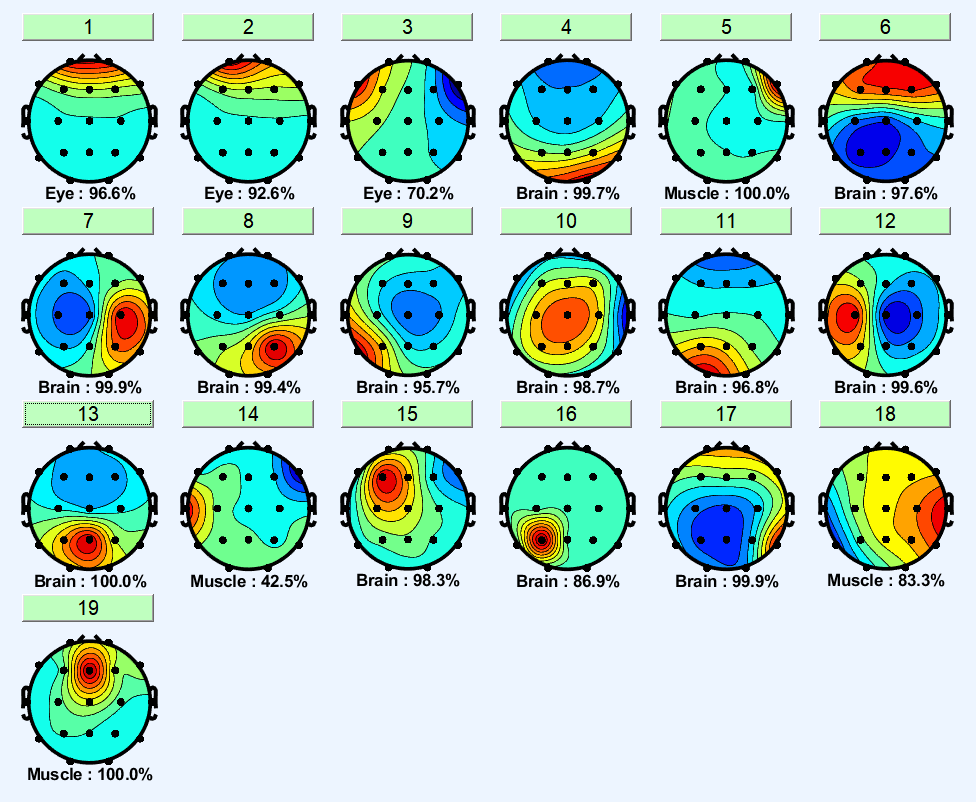 1 2 3 4 5 6
Eye : 96.6% Eye : 92.6% Eye : 70.2% Brain : 99.7% Muscle : 100.0% Brain : 97.6%
7 8 9 10 11 12
Brain : 99.9% Brain : 99.4% Brain : 95.7% Brain : 98.7% Brain : 96.8% Brain : 99.6%
13 14 15 16 17 18
Brain : 100.0% Muscle : 42.5% Brain : 98.3% Brain : 86.9% Brain : 99.9% Muscle : 83.3%
19
Muscle : 100.0%